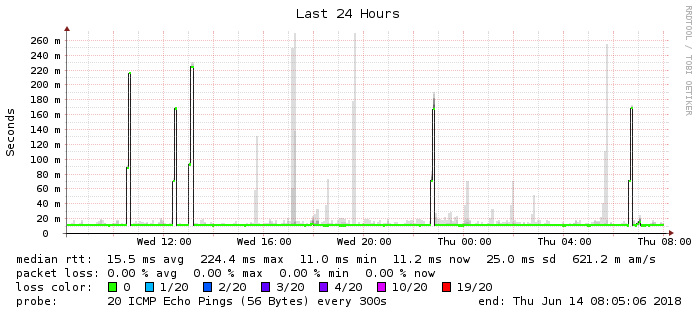 Last 24 Hours
RRDTOOL / TOBI OETIKER
Seconds
260 m
240 m
220 m
200 m
180 m
160 m
140 m
120 m
100 m
80 m
60 m
40 m
20 m
0
Wed 12:00 Wed 16:00 Wed 20:00 Thu 00:00 Thu 04:00 Thu 08:00
median rtt: 15.5 ms avg 224.4 ms max 11.0 ms min 11.2 ms now 25.0 ms sd 621.2 m am/s
packet loss: 0.00 % avg 0.00 % max 0.00 % min 0.00 % now
loss color: 0 1/20 2/20 3/20 4/20 10/20 19/20
probe: 20 ICMP Echo Pings (56 Bytes) every 300s end: Thu Jun 14 08:05:06 2018